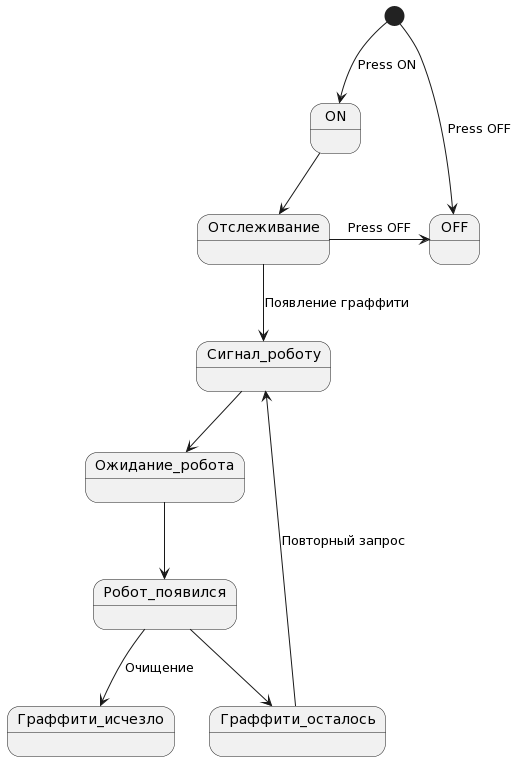 Press ON
ON
Press OFF
Отслеживание
Press OFF
OFF
Появление граффити
Сигнал_роботу
Ожидание_робота
Повторный запрос
Робот_появился
Очищение
Граффити_исчезло
Граффити_осталось